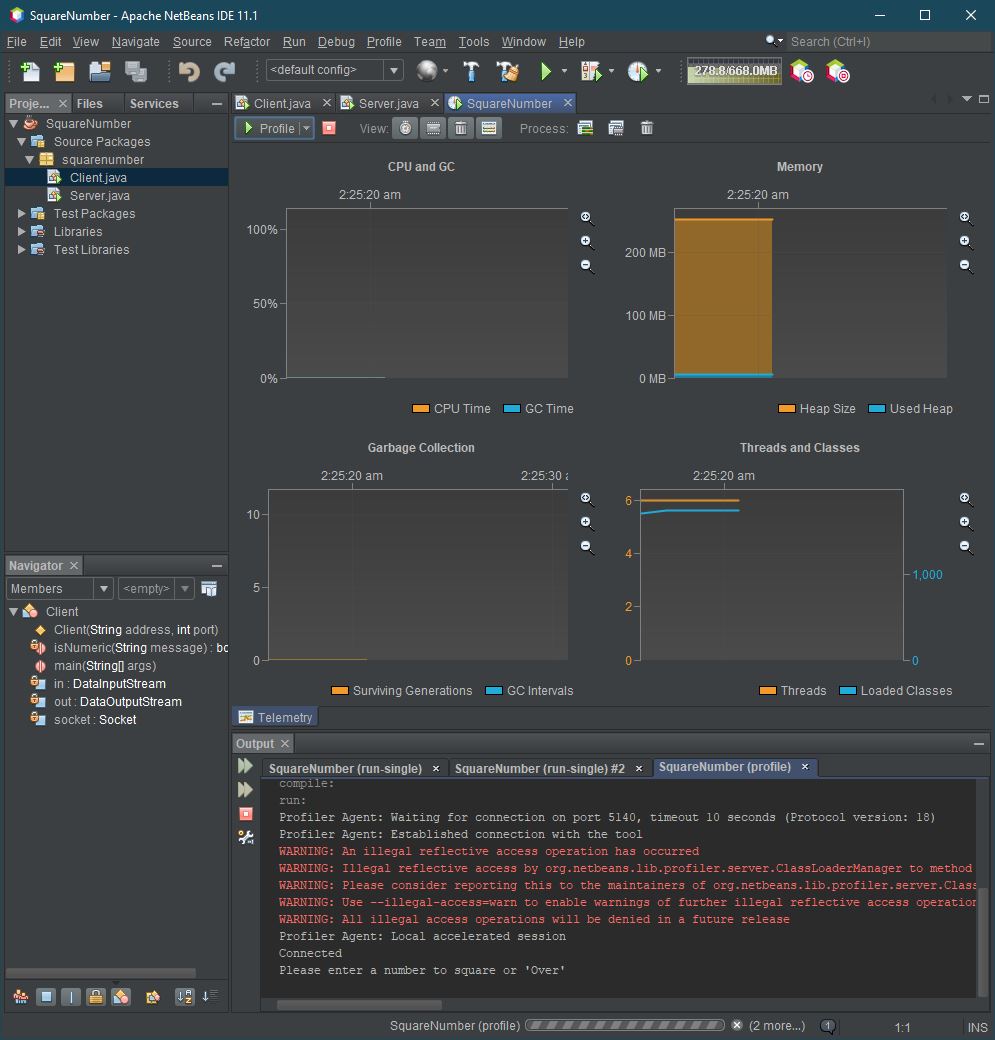 SquareNumber - Apache NetBeans IDE 11.1
File Edit View Navigate Source Refactor Run Debug Profile Team Tools Window Help
Search (Ctrl+I)
<default config>
278.8/668.0MB
Proje... Files Services
SquareNumber
Source Packages
squarenumber
Client.java
Server.java
Test Packages
Libraries
Test Libraries
Client.java Server.java SquareNumber
Profile View: Process:
CPU and GC
2:25:20 am
100%
50%
0%
CPU Time GC Time
Memory
2:25:20 am
200 MB
100 MB
0 MB
Heap Size Used Heap
Garbage Collection
2:25:20 am 2:25:30 a
10
5
0
Surviving Generations GC Intervals
Threads and Classes
2:25:20 am
6
4
2
0
1,000
0
Threads Loaded Classes
Telemetry
Navigator
Members <empty>
Client
Client(String address, int port)
isNumeric(String message) : bo
main(String[] args)
in : DataInputStream
out : DataOutputStream
socket : Socket
Output
SquareNumber (run-single) SquareNumber (run-single) #2 SquareNumber (profile)
compile:
run:
Profiler Agent: Waiting for connection on port 5140, timeout 10 seconds (Protocol version: 18)
Profiler Agent: Established connection with the tool
WARNING: An illegal reflective access operation has occurred
WARNING: Illegal reflective access by org.netbeans.lib.profiler.server.ClassLoaderManager to method
WARNING: Please consider reporting this to the maintainers of org.netbeans.lib.profiler.server.Class
WARNING: Use --illegal-access=warn to enable warnings of further illegal reflective access operation
WARNING: All illegal access operations will be denied in a future release
Profiler Agent: Local accelerated session
Connected
Please enter a number to square or 'Over'
SquareNumber (profile) (2 more...) 1 1:1 INS